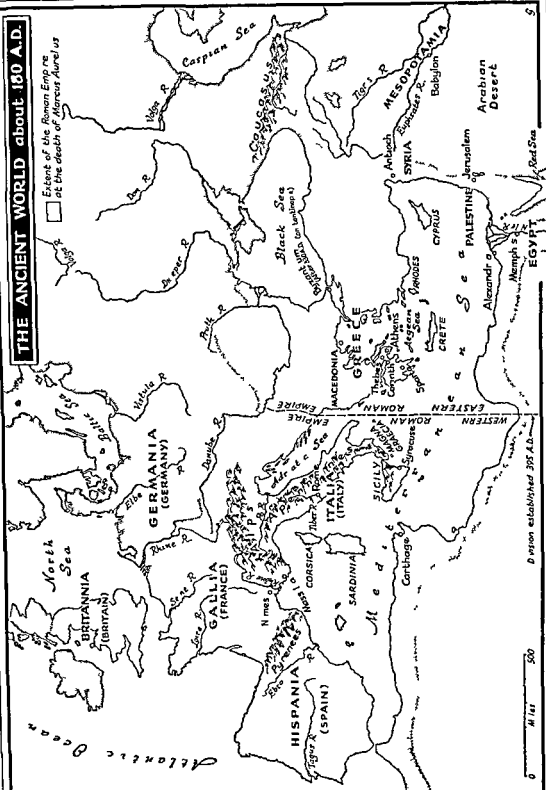 THE ANCIENT WORLD about 180 A.D.
Extent of the Roman Empire
at the death of Marcus Aurelius
Atlantic Ocean
North
Sea
Baltic Sea
BRITANNIA
(BRITAIN)
GERMANIA
(GERMANY)
Elbe
Vistula R
Rhine R
Danube R
Pruth R
Dnieper R
Don R
Volga R
Caspian Sea
Caucasus
Black Sea
GALLIA
(FRANCE)
Seine R
Loire R
ALPS
Po R
Rhone R
Nimes
Pyrenees
Ebro R
HISPANIA
(SPAIN)
Tagus R
CORSICA
SARDINIA
Tiber R
Rome
ITALIA
(ITALY)
Adriatic Sea
MAGNA
GRAECIA
SICILY
Syracuse
Carthage
Mediterranean Sea
WESTERN ROMAN EMPIRE
EASTERN ROMAN EMPIRE
MACEDONIA
GREECE
Thebes
Corinth
Athens
Sparta
Aegean
Sea
RHODES
CRETE
CYPRUS
Antioch
SYRIA
Tigris R
Euphrates R
MESOPOTAMIA
Babylon
PALESTINE
Jerusalem
Arabian
Desert
Alexandria
Memphis
EGYPT
Red Sea
Division established 395 A.D.
0 Miles 500